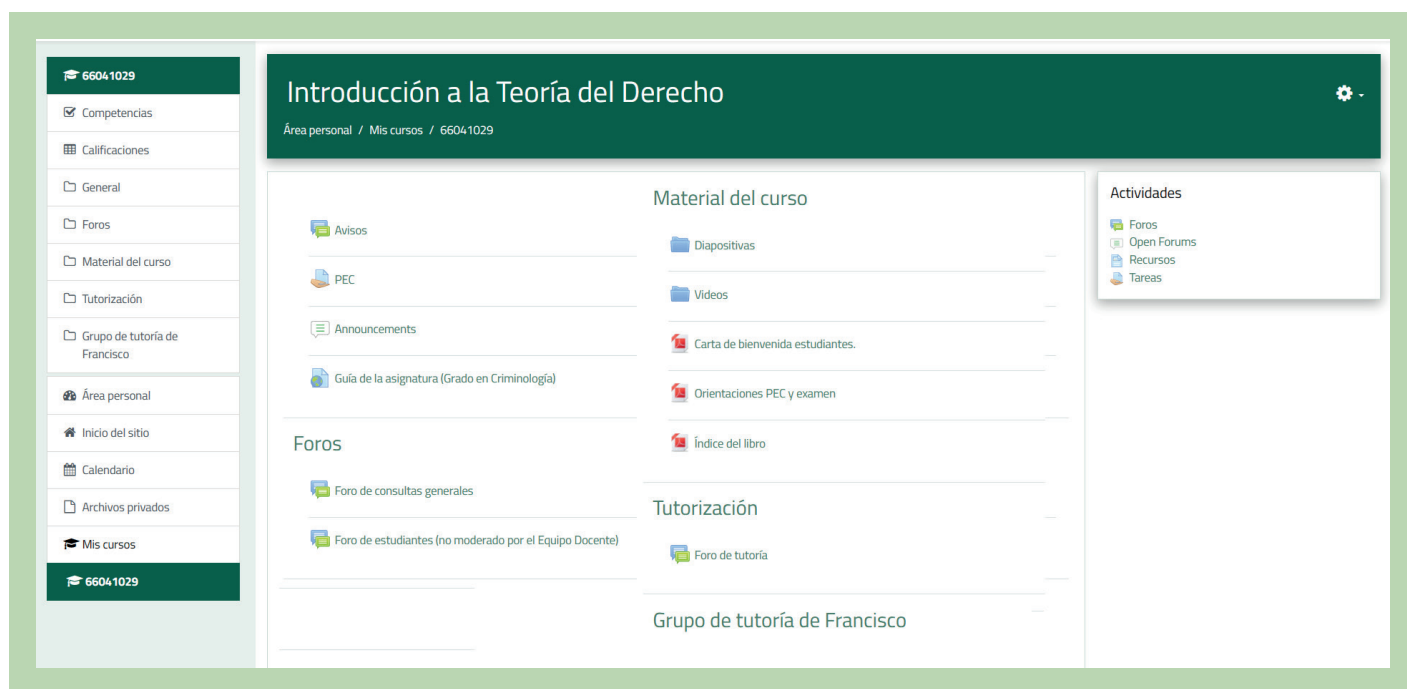 66041029
Competencias
Calificaciones
General
Foros
Material del curso
Tutorización
Grupo de tutoría de
Francisco
Área personal
Inicio del sitio
Calendario
Archivos privados
Mis cursos
66041029
Introducción a la Teoría del Derecho
Área personal / Mis cursos / 66041029
Avisos
PEC
Announcements
Guía de la asignatura (Grado en Criminología)
Foros
Foro de consultas generales
Foro de estudiantes (no moderado por el Equipo Docente)
Material del curso
Diapositivas
Videos
Carta de bienvenida estudiantes.
Orientaciones PEC y examen
Índice del libro
Tutorización
Foro de tutoría
Grupo de tutoría de Francisco
Actividades
Foros
Open Forums
Recursos
Tareas